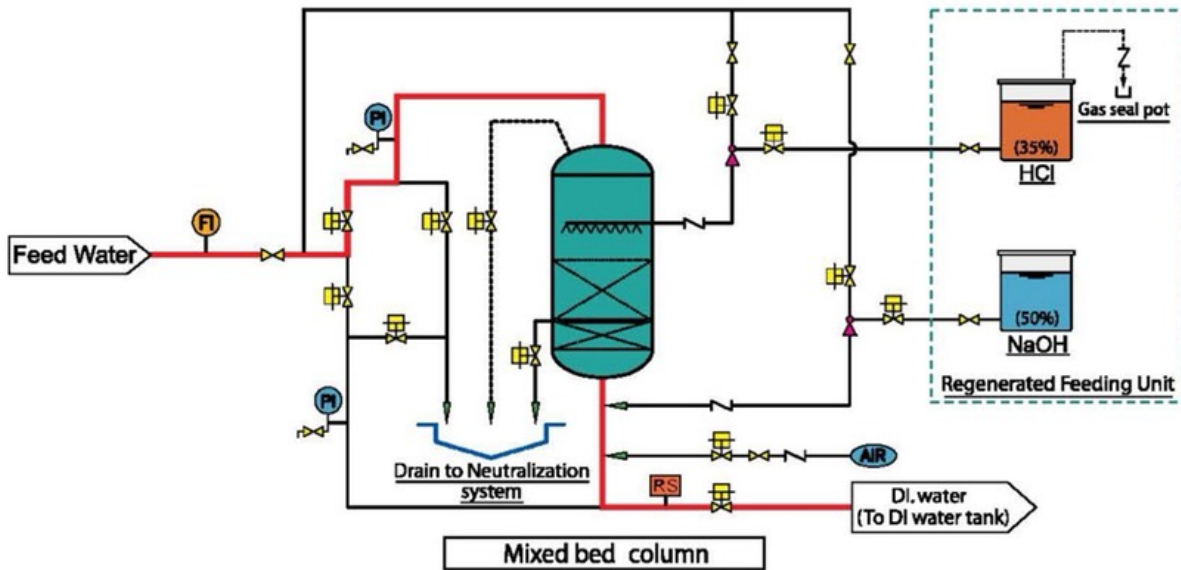 (35%)
HCl
Gas seal pot
PI
FI
Feed Water
(50%)
NaOH
Regenerated Feeding Unit
PI
AIR
Drain to Neutralization
system
RS
DI. water
(To DI water tank)
Mixed bed column